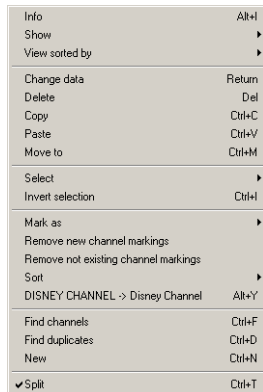 Info Alt+I
Show
View sorted by
Change data Return
Delete Del
Copy Ctrl+C
Paste Ctrl+V
Move to Ctrl+M
Select
Invert selection Ctrl+I
Mark as
Remove new channel markings
Remove not existing channel markings
Sort
DISNEY CHANNEL -> Disney Channel Alt+Y
Find channels Ctrl+F
Find duplicates Ctrl+D
New Ctrl+N
Split Ctrl+T